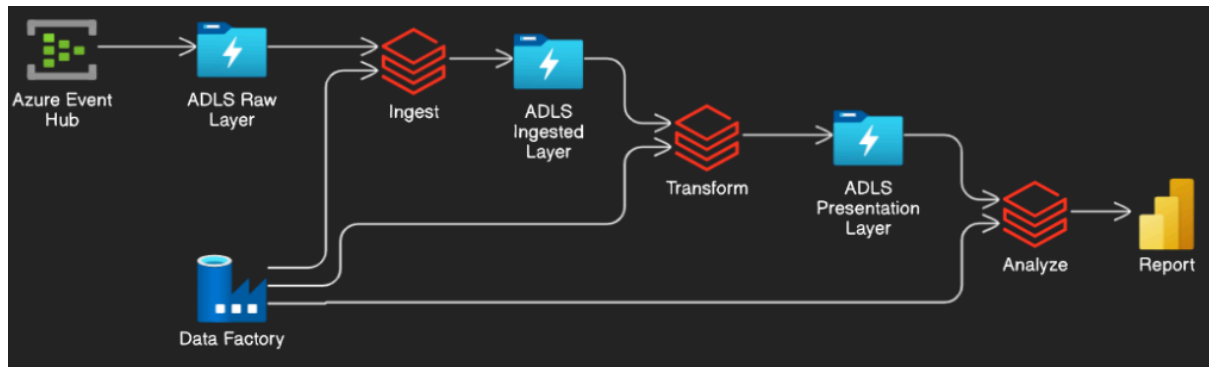 Azure Event
Hub
ADLS Raw
Layer
Ingest
ADLS
Ingested
Layer
Transform
ADLS
Presentation
Layer
Analyze
Report
Data Factory